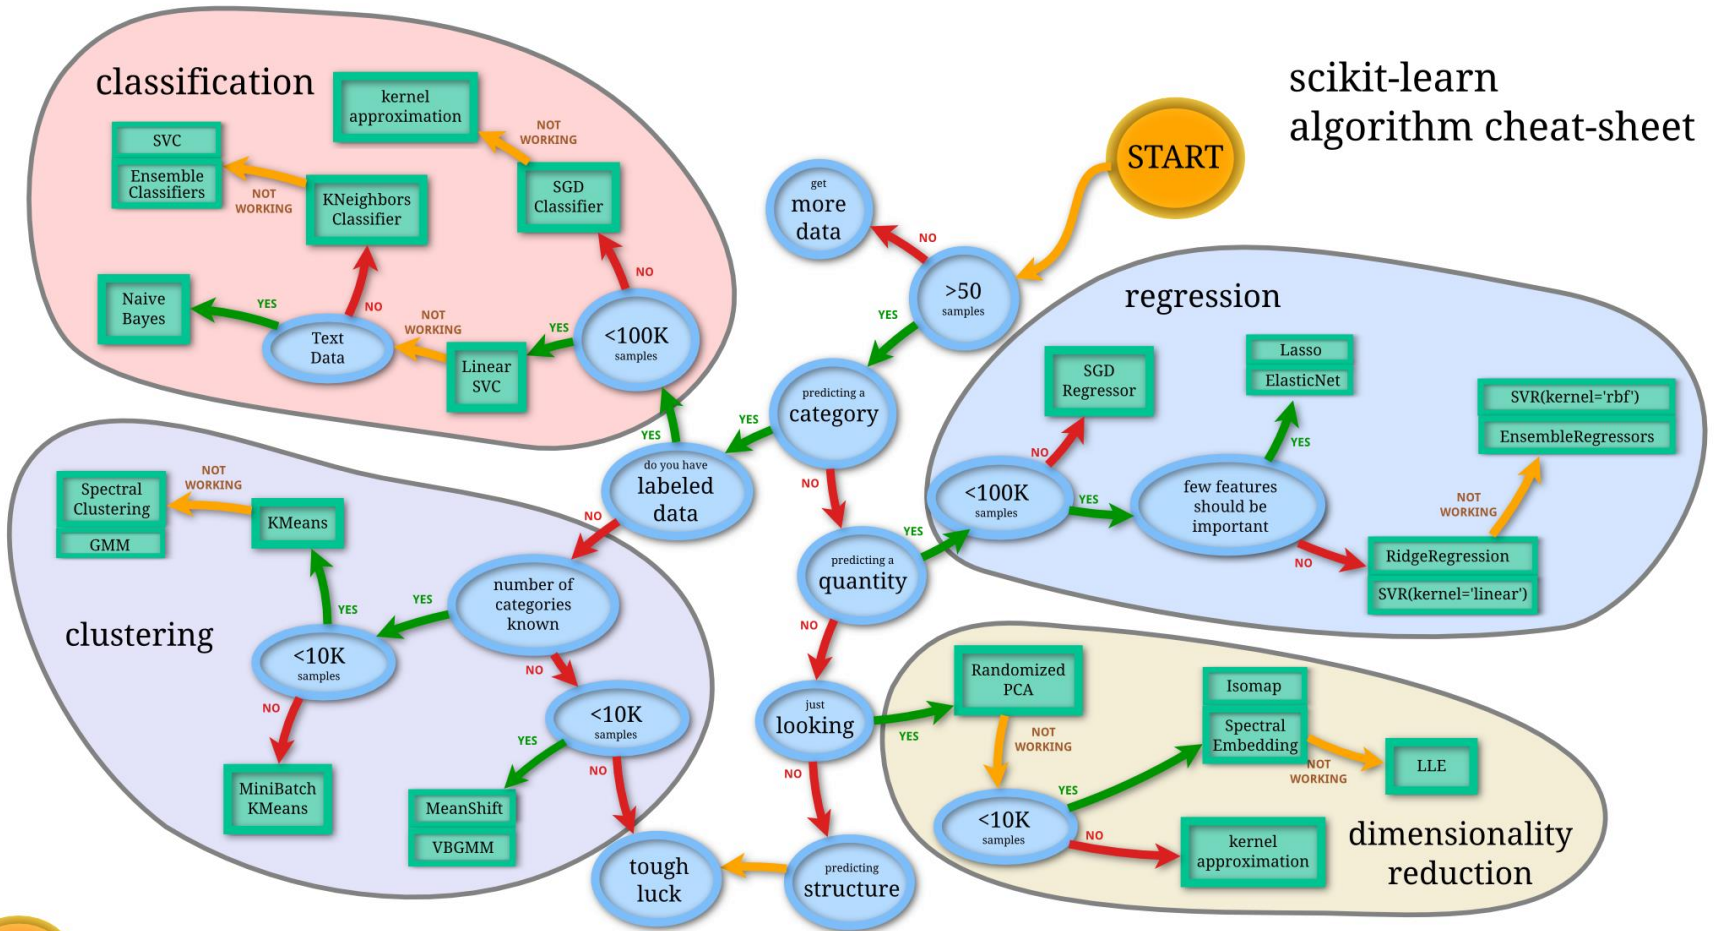 scikit-learn
algorithm cheat-sheet
START
>50
samples
NO
get
more
data
YES
predicting a
category
YES
NO
do you have
labeled
data
YES
NO
predicting a
quantity
YES
NO
just
looking
YES
NO
predicting
structure
tough
luck
classification
kernel
approximation
NOT
WORKING
SGD
Classifier
NO
<100K
samples
YES
Linear
SVC
NOT
WORKING
Text
Data
YES
Naive
Bayes
NO
KNeighbors
Classifier
NOT
WORKING
SVC
Ensemble
Classifiers
clustering
number of
categories
known
YES
NO
<10K
samples
YES
KMeans
NOT
WORKING
Spectral
Clustering
GMM
NO
MiniBatch
KMeans
<10K
samples
YES
MeanShift
VBGMM
NO
regression
<100K
samples
NO
SGD
Regressor
YES
few features
should be
important
YES
Lasso
ElasticNet
NO
RidgeRegression
SVR(kernel='linear')
NOT
WORKING
SVR(kernel='rbf')
EnsembleRegressors
dimensionality
reduction
Randomized
PCA
NOT
WORKING
<10K
samples
YES
Isomap
Spectral
Embedding
NOT
WORKING
LLE
NO
kernel
approximation